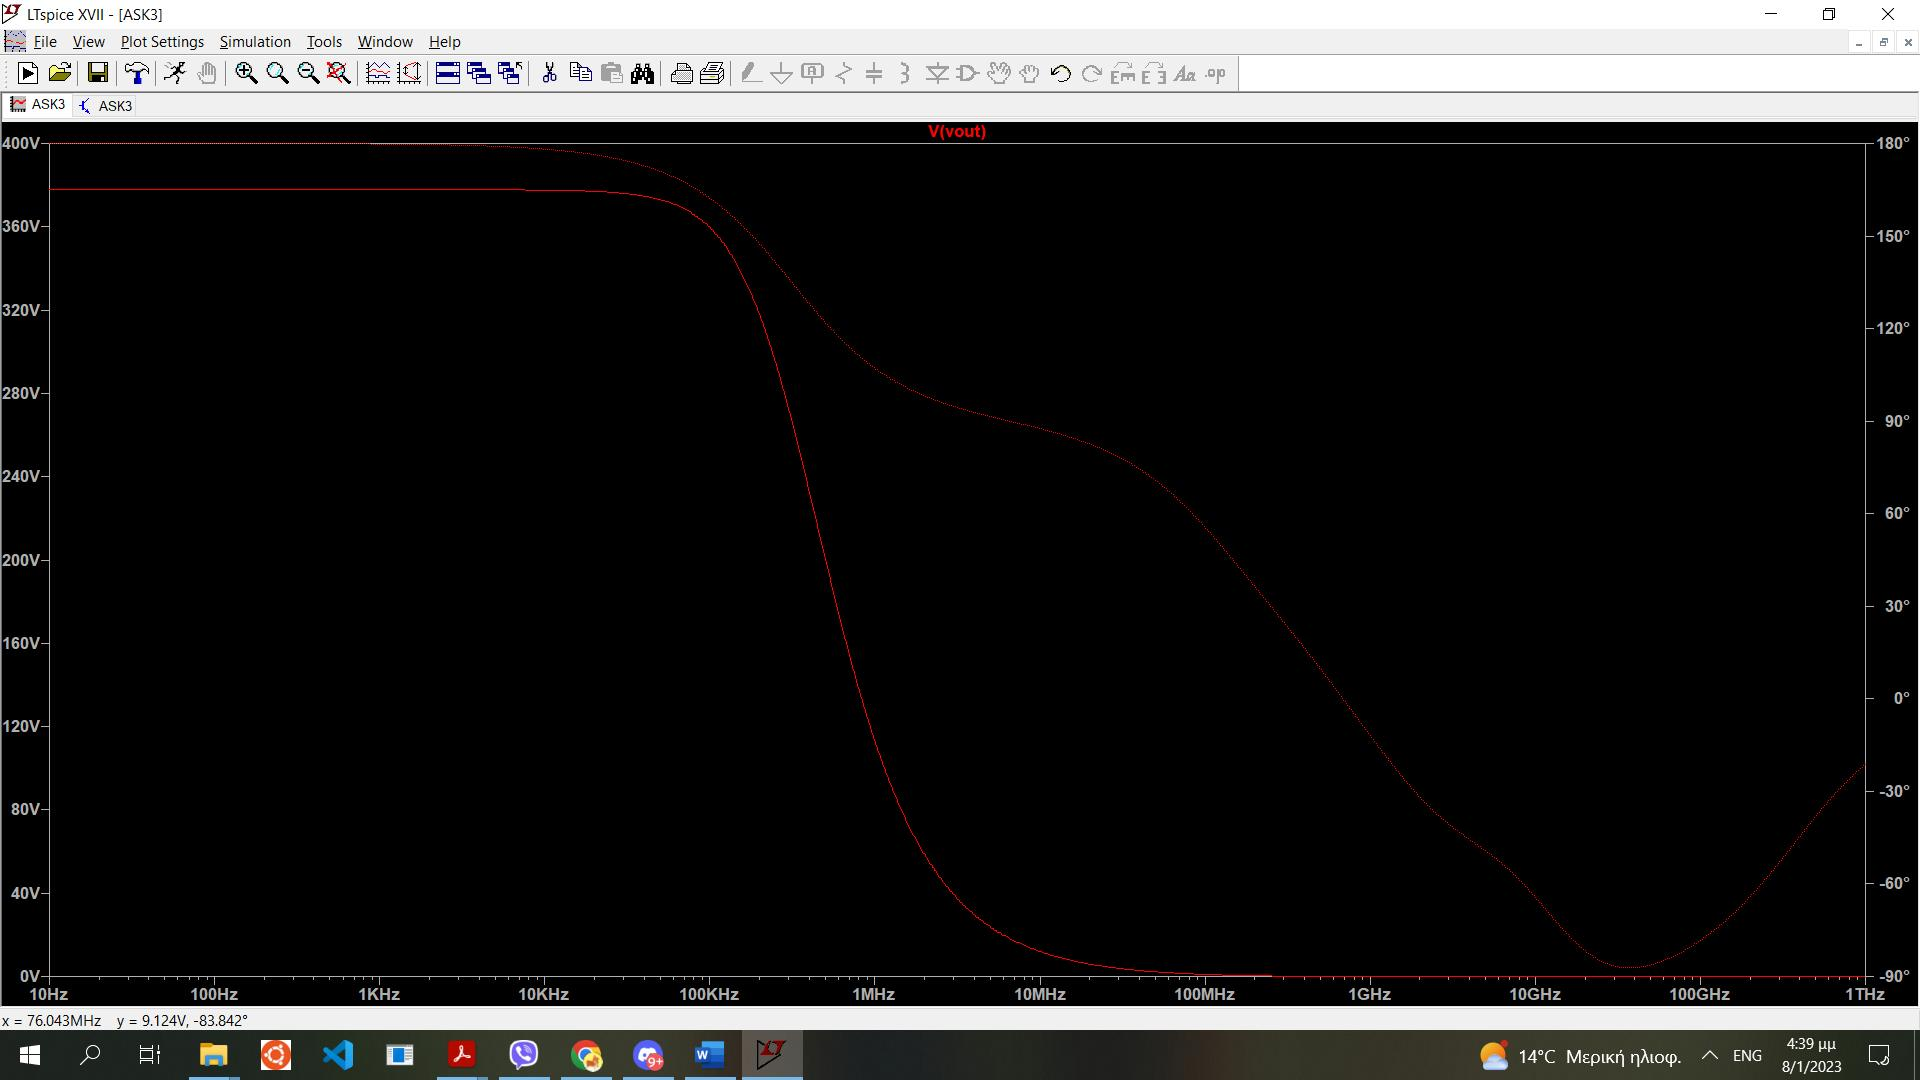 LTspice XVII - [ASK3]
File View Plot Settings Simulation Tools Window Help
ASK3 ASK3
V(vout)
400V 180°
360V 150°
320V 120°
280V 90°
240V 60°
200V 30°
160V 0°
120V -30°
80V -60°
40V -90°
0V
10Hz 100Hz 1KHz 10KHz 100KHz 1MHz 10MHz 100MHz 1GHz 10GHz 100GHz 1THz
x = 76.043MHz y = 9.124V, -83.842°
9+ 14°C Μερική ηλιοφ. ENG 4:39 μμ
8/1/2023